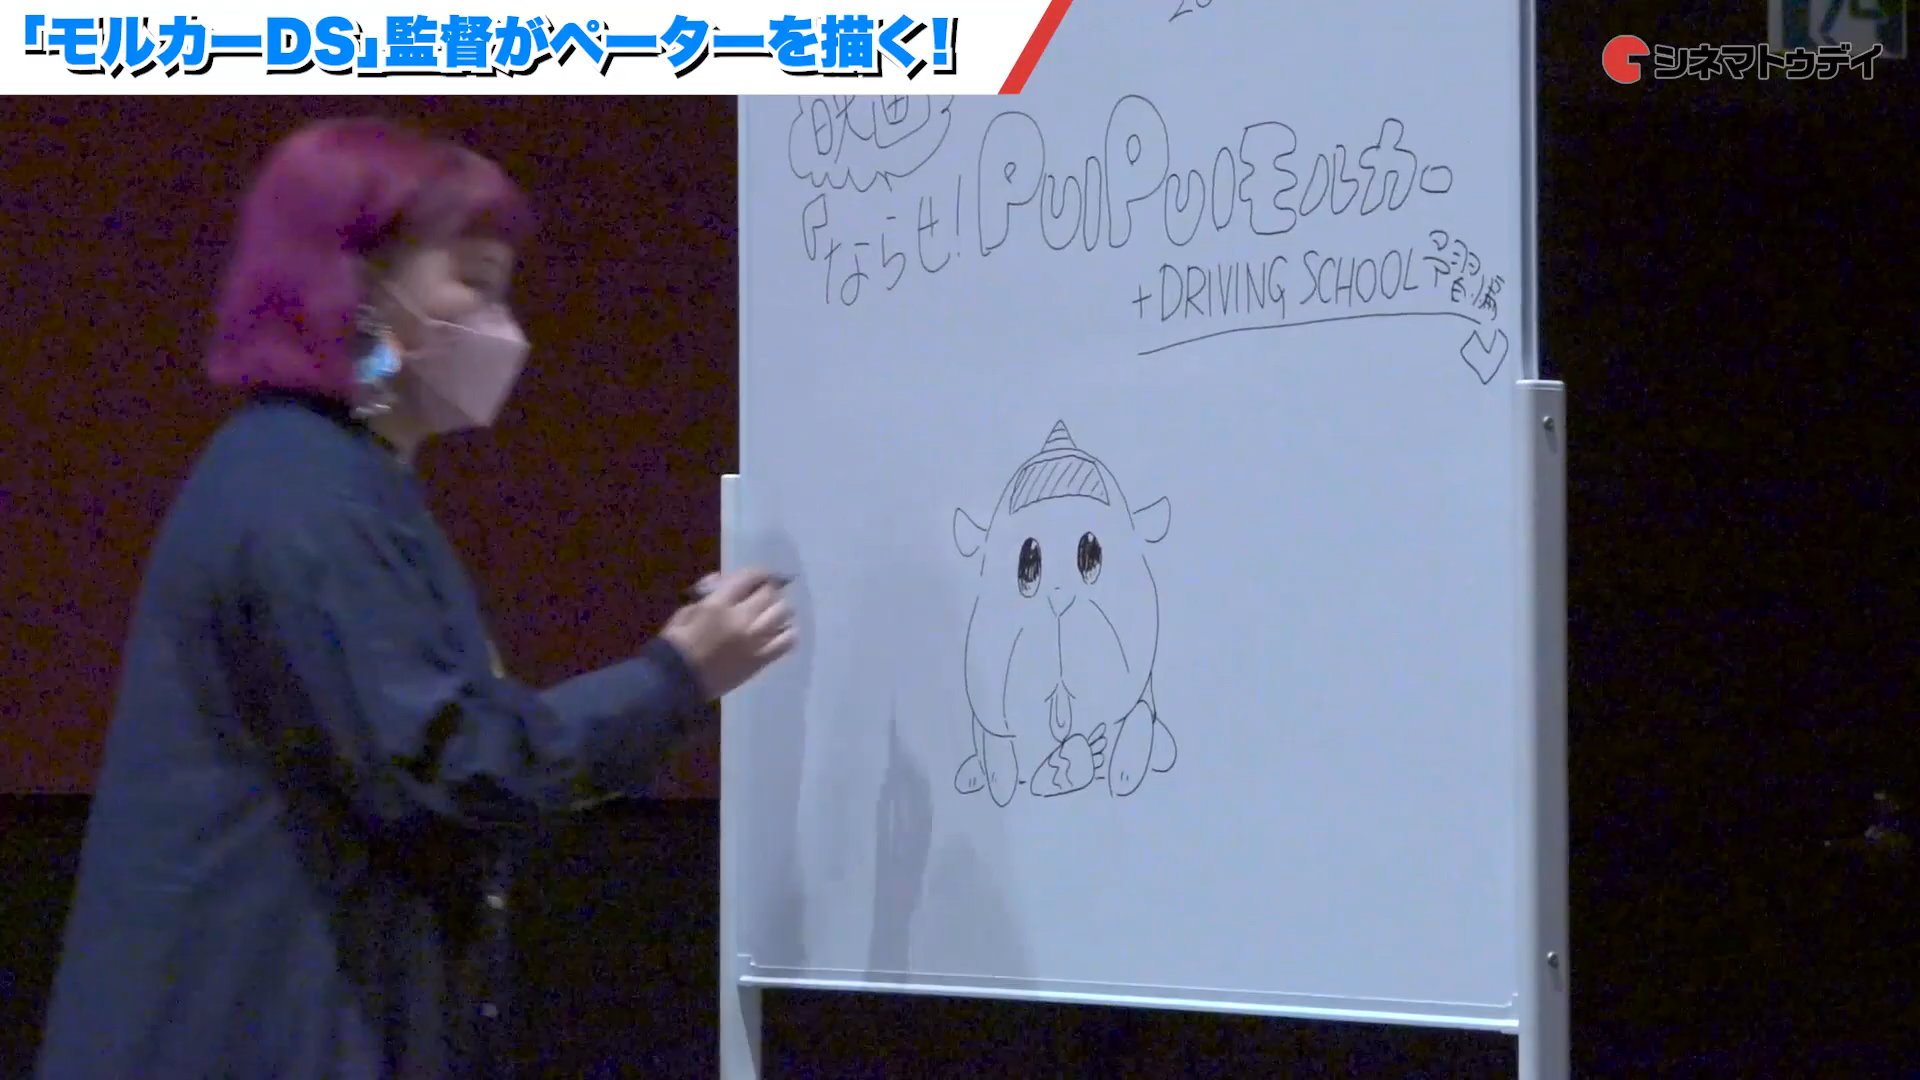 「モルカーDS」監督がペーターを描く！
シネマトゥデイ
20
映画
『ならせ!PUIPUIモルカー
+DRIVING SCHOOL 予習編